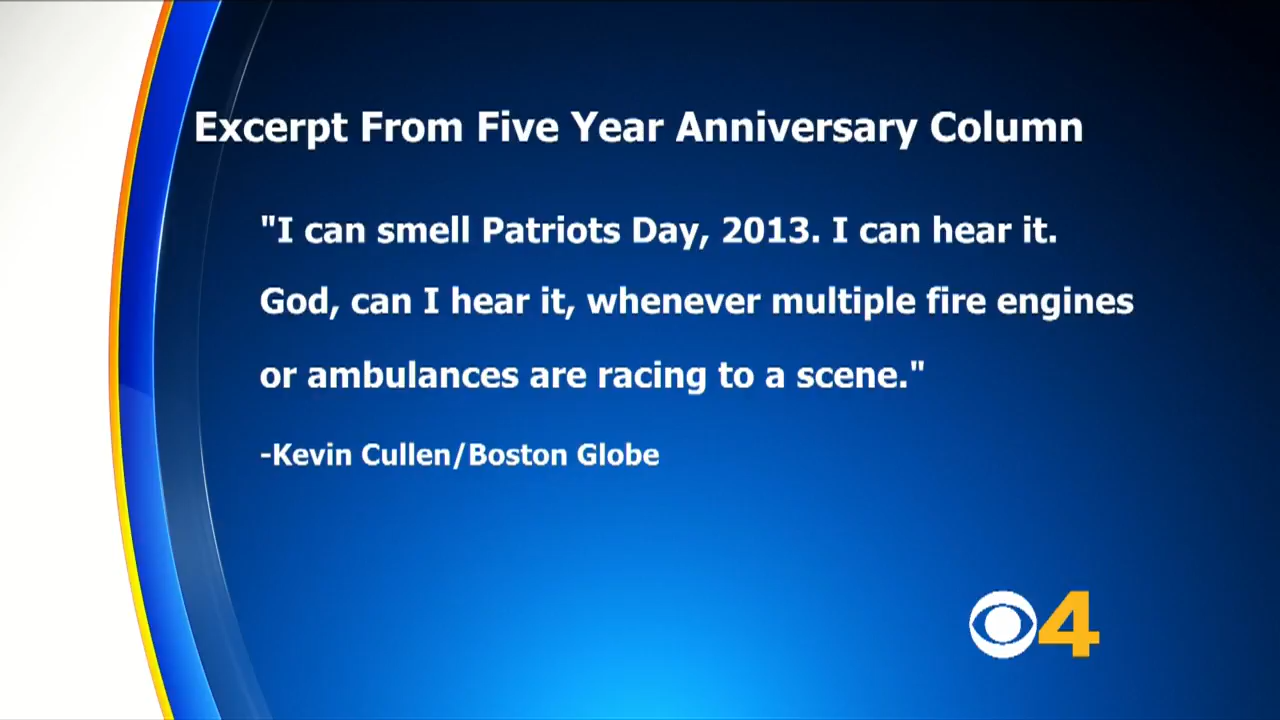 Excerpt From Five Year Anniversary Column
"I can smell Patriots Day, 2013. I can hear it.
God, can I hear it, whenever multiple fire engines
or ambulances are racing to a scene."
-Kevin Cullen/Boston Globe
4